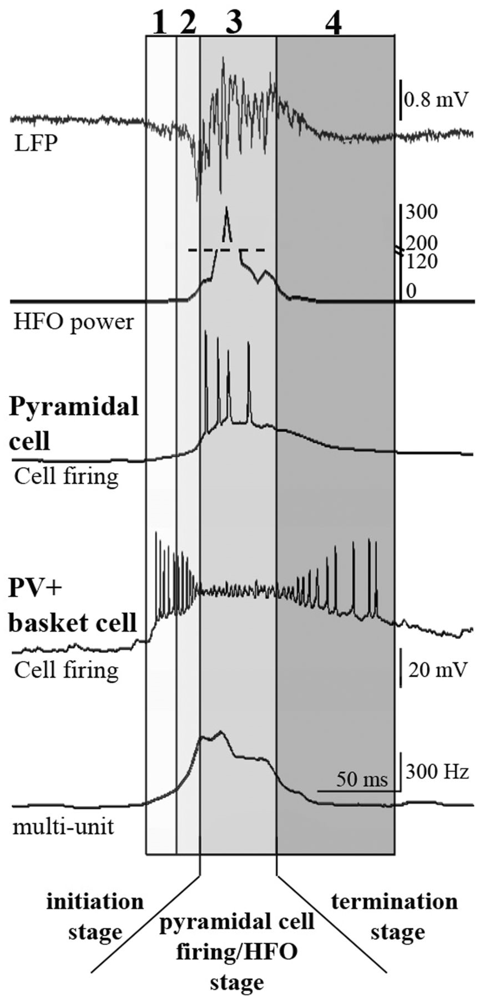 1 2 3 4
0.8 mV
LFP
300
200
120
0
HFO power
Pyramidal
cell
Cell firing
PV+
basket cell
Cell firing
20 mV
300 Hz
50 ms
multi-unit
initiation
stage
pyramidal cell
firing/HFO
stage
termination
stage